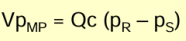 Vp_MP = Qc (p_R – p_S)